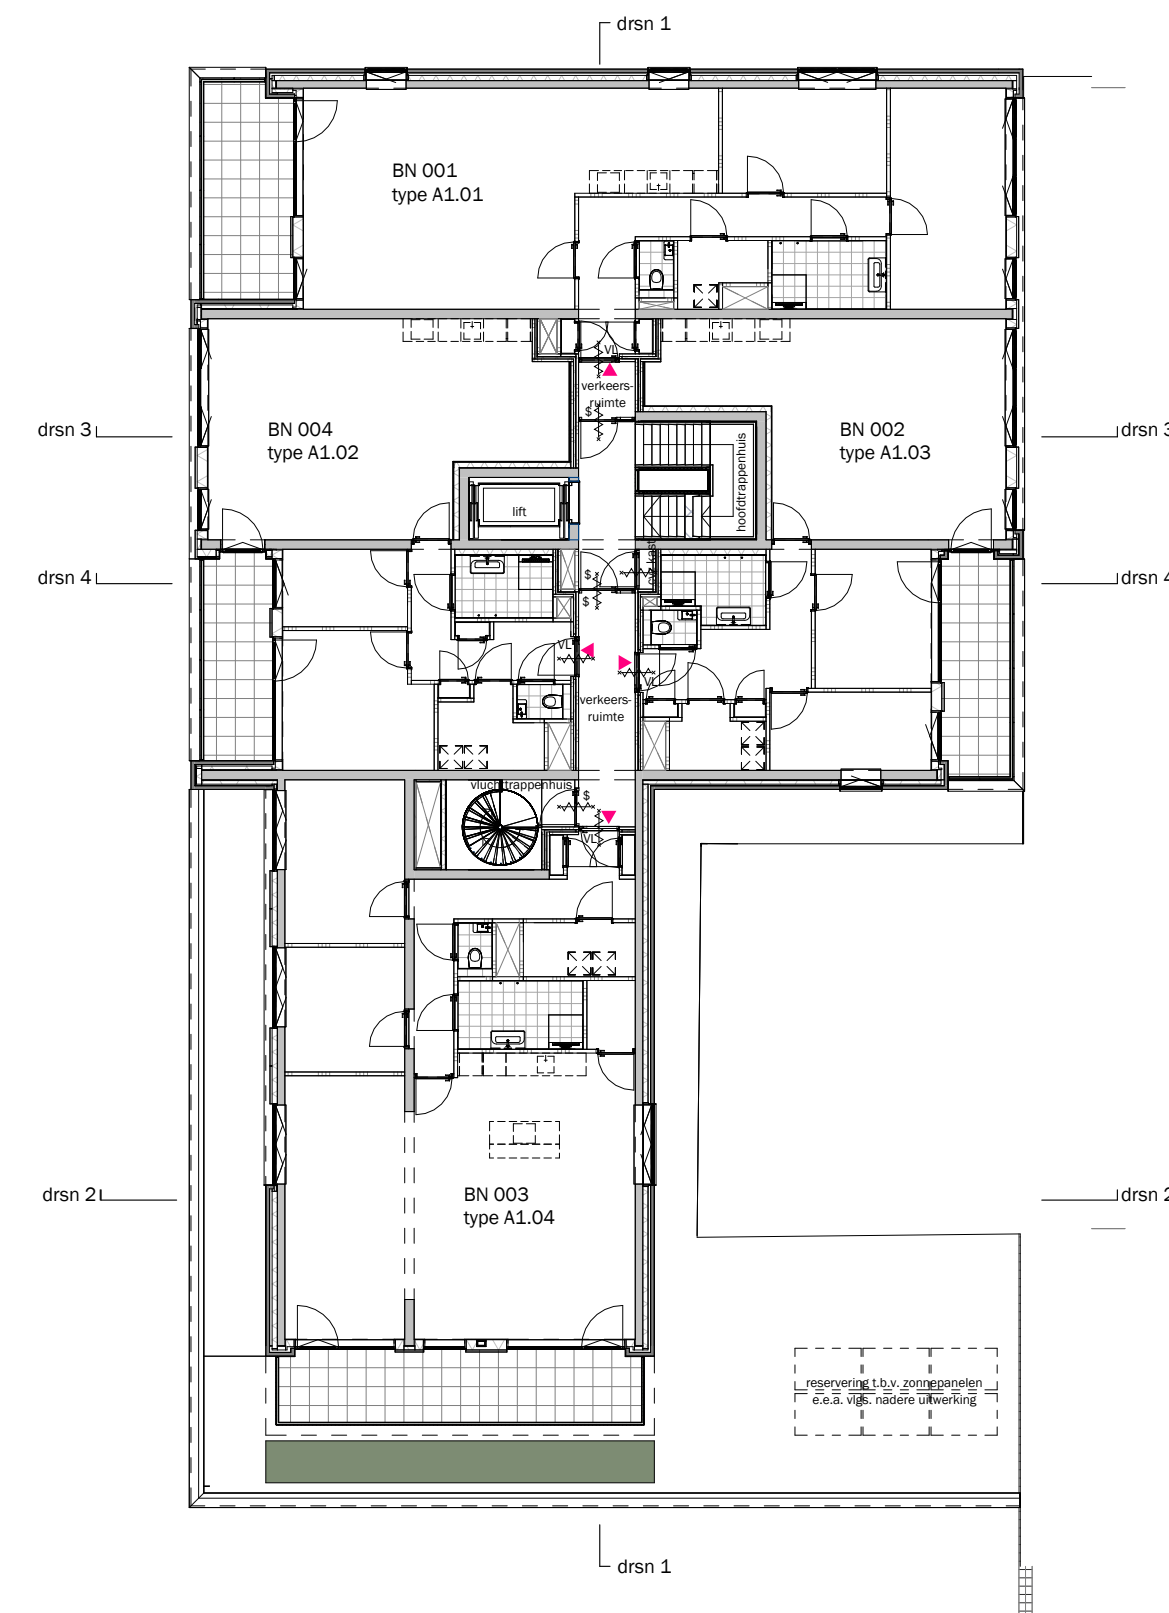 drsn 1
BN 001
type A1.01
VL
verkeers-
ruimte
$
drsn 3
BN 004
type A1.02
BN 002
type A1.03
drsn 3
hoofdtrappenhuis
lift
drsn 4
$
$
drsn 4
VL
VL
verkeers-
ruimte
vluchttrappenhuis
$
VL
drsn 2
BN 003
type A1.04
drsn 2
reservering t.b.v. zonnepanelen
e.e.a. vlgs. nadere uitwerking
drsn 1